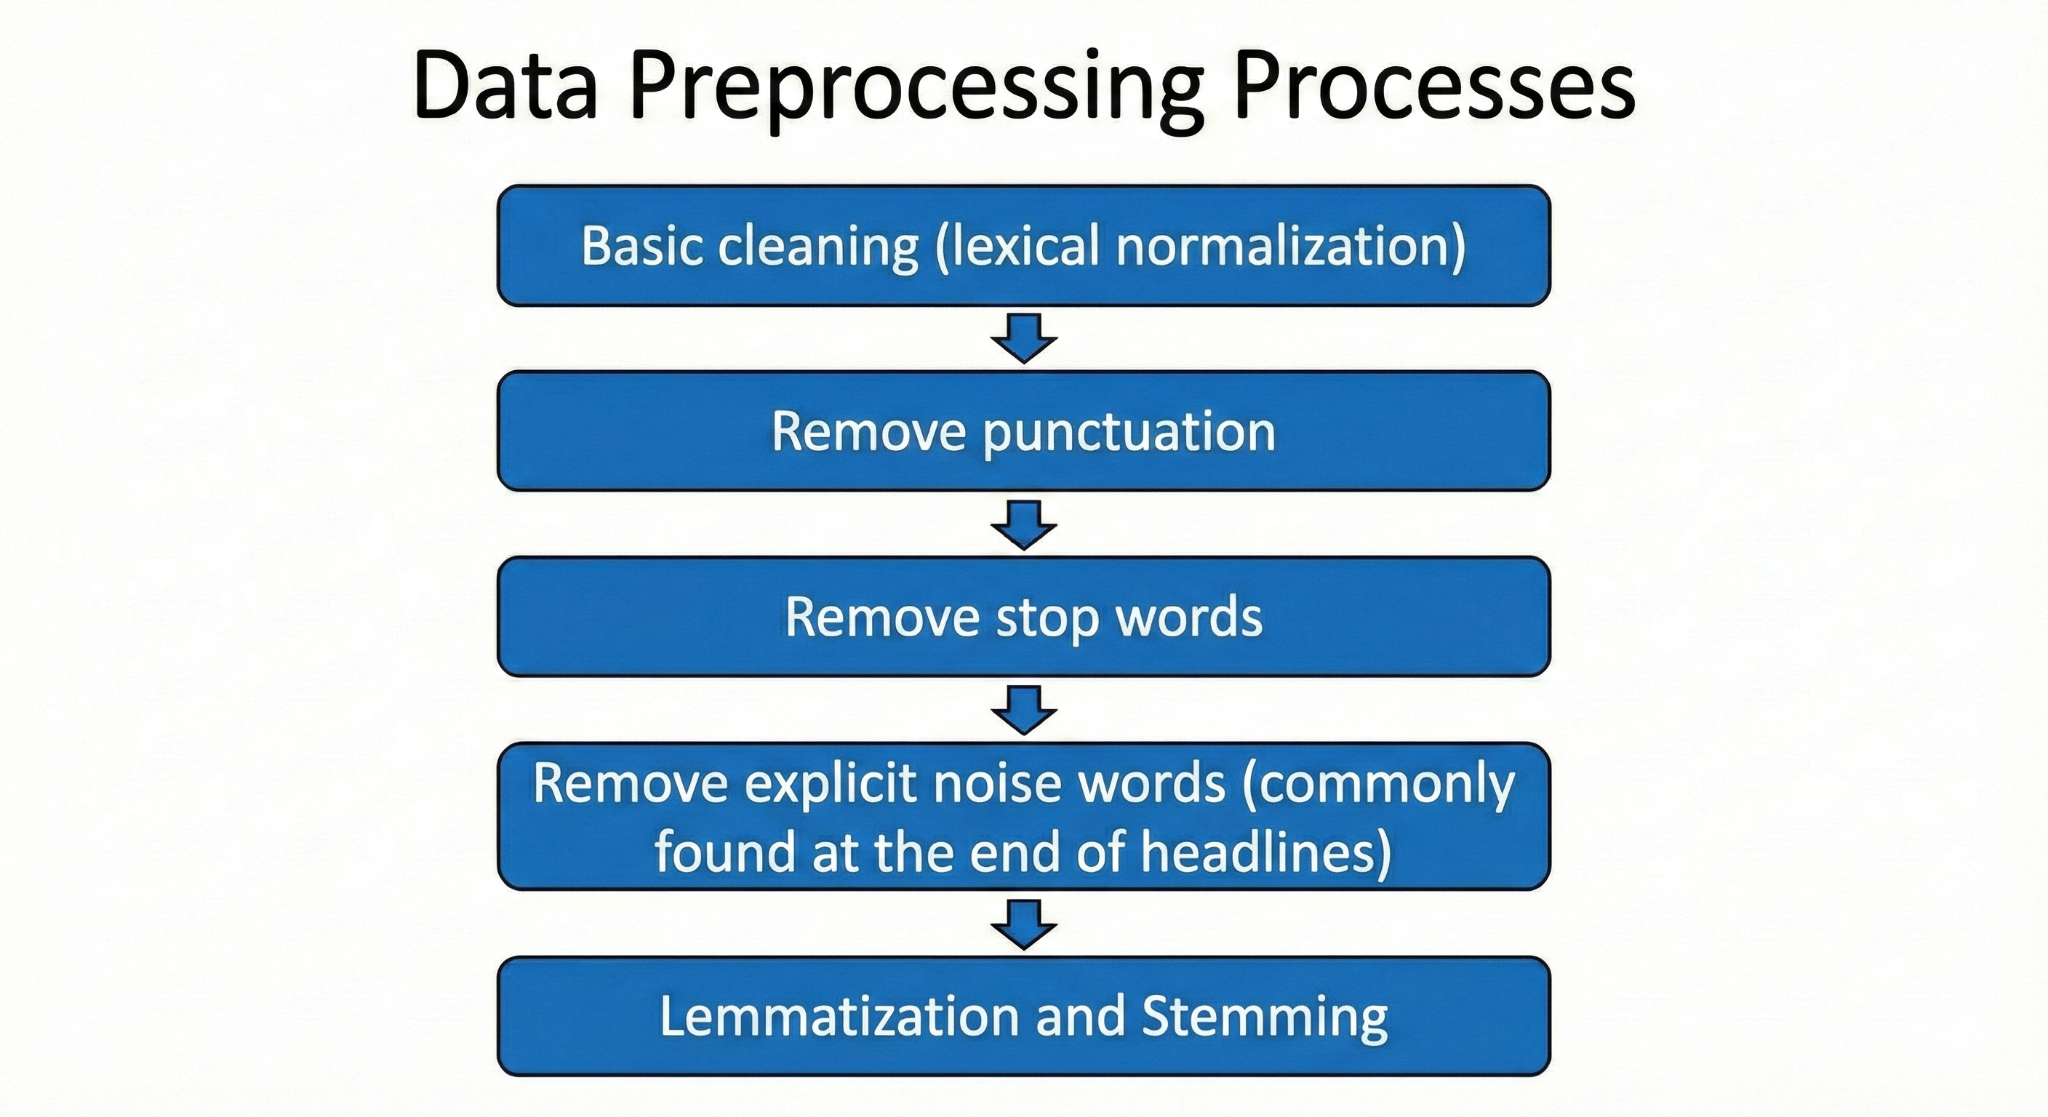 Data Preprocessing Processes
Basic cleaning (lexical normalization)
Remove punctuation
Remove stop words
Remove explicit noise words (commonly
found at the end of headlines)
Lemmatization and Stemming